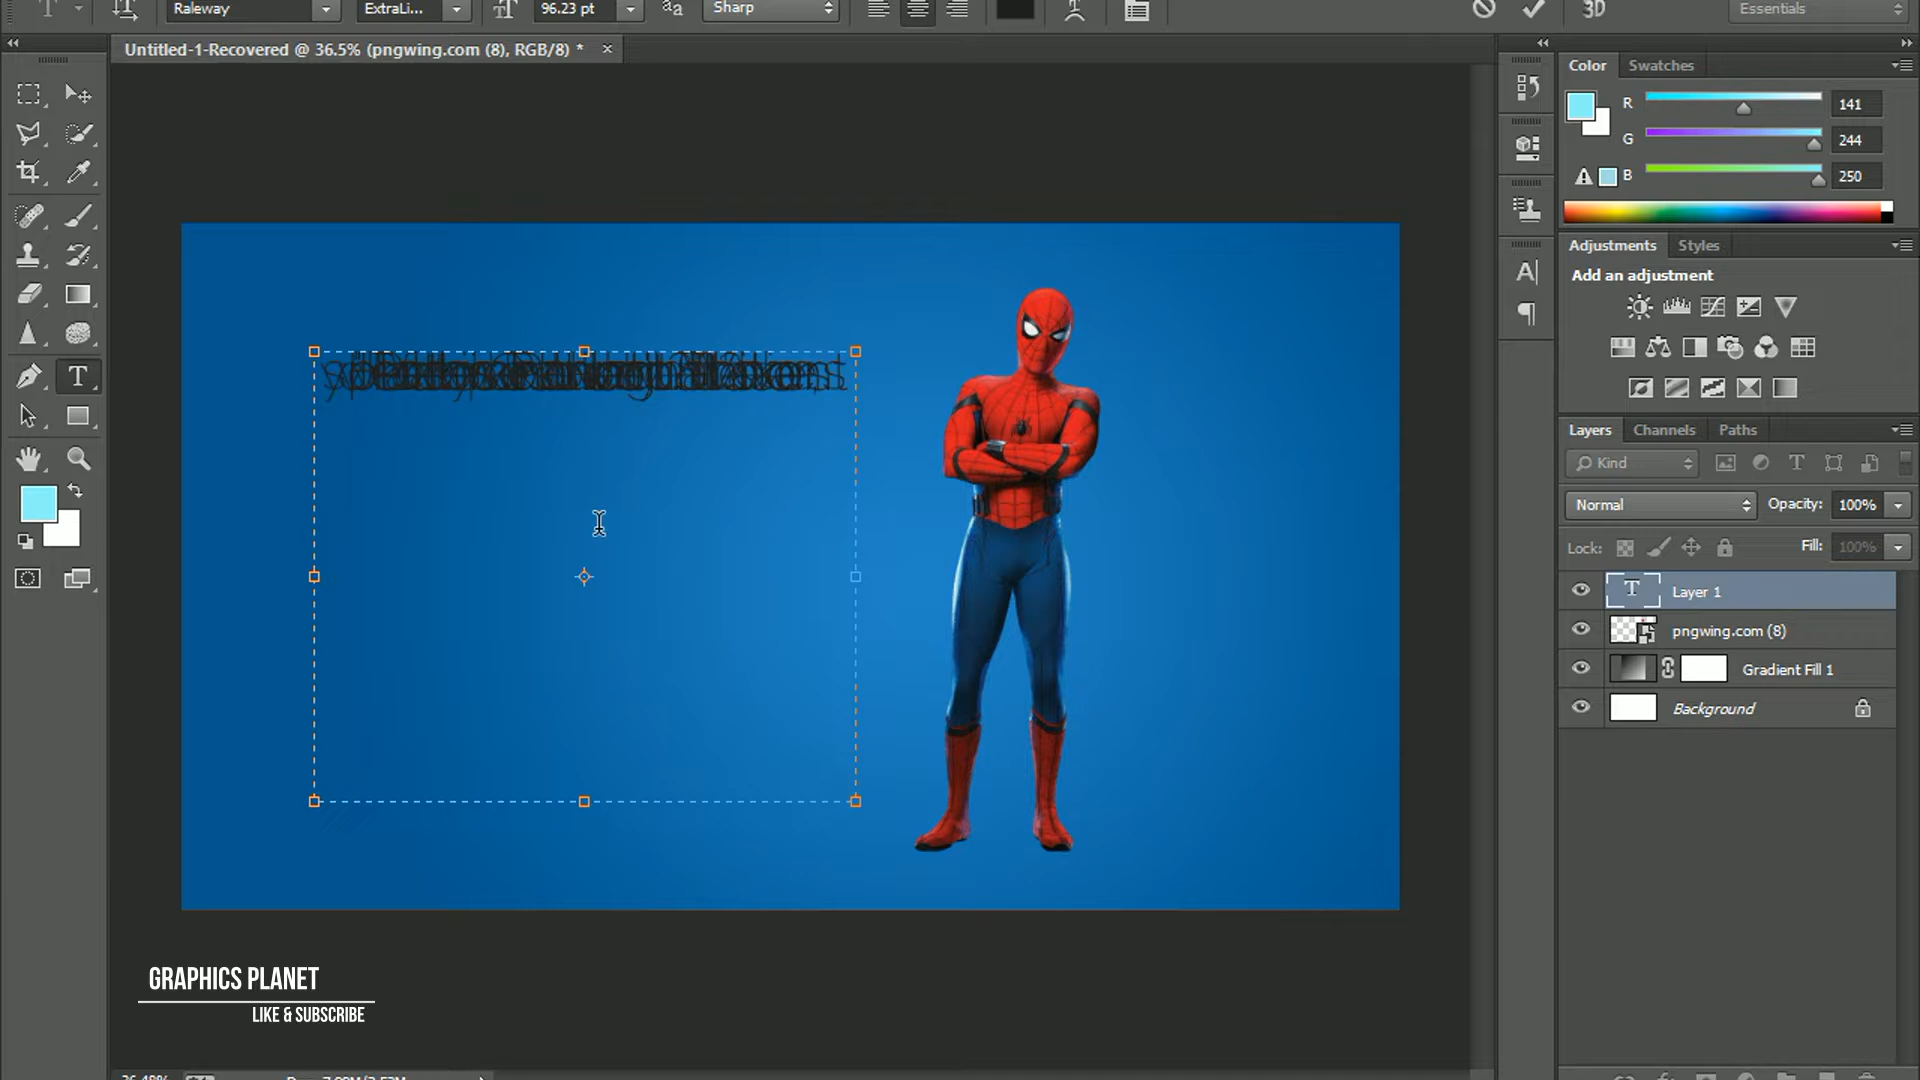 Raleway
ExtraLi...
96.23 pt
Sharp
3D
Essentials
Untitled-1-Recovered @ 36.5% (pngwing.com (8), RGB/8) *
Color
Swatches
R
141
G
244
B
250
Adjustments
Styles
Add an adjustment
Layers
Channels
Paths
Kind
Normal
Opacity:
100%
Lock:
Fill:
100%
Layer 1
pngwing.com (8)
Gradient Fill 1
Background
GRAPHICS PLANET
LIKE & SUBSCRIBE